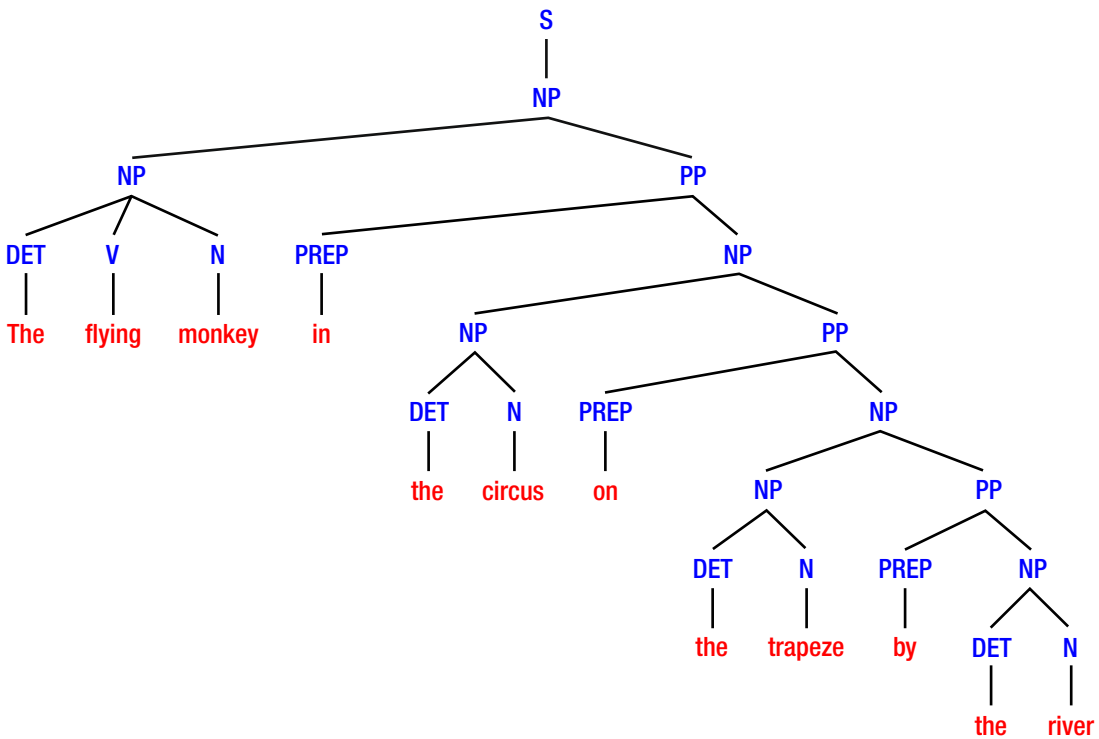 S
NP
NP PP
DET V N PREP NP
The flying monkey in NP PP
DET N PREP NP
the circus on NP PP
DET N PREP NP
the trapeze by DET N
the river